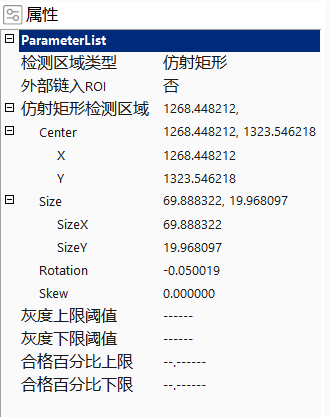 属性
ParameterList
检测区域类型 仿射矩形
外部链入ROI 否
仿射矩形检测区域 1268.448212,
Center 1268.448212, 1323.546218
X 1268.448212
Y 1323.546218
Size 69.888322, 19.968097
SizeX 69.888322
SizeY 19.968097
Rotation -0.050019
Skew 0.000000
灰度上限阈值 ------
灰度下限阈值 ------
合格百分比上限 --.------
合格百分比下限 --.------